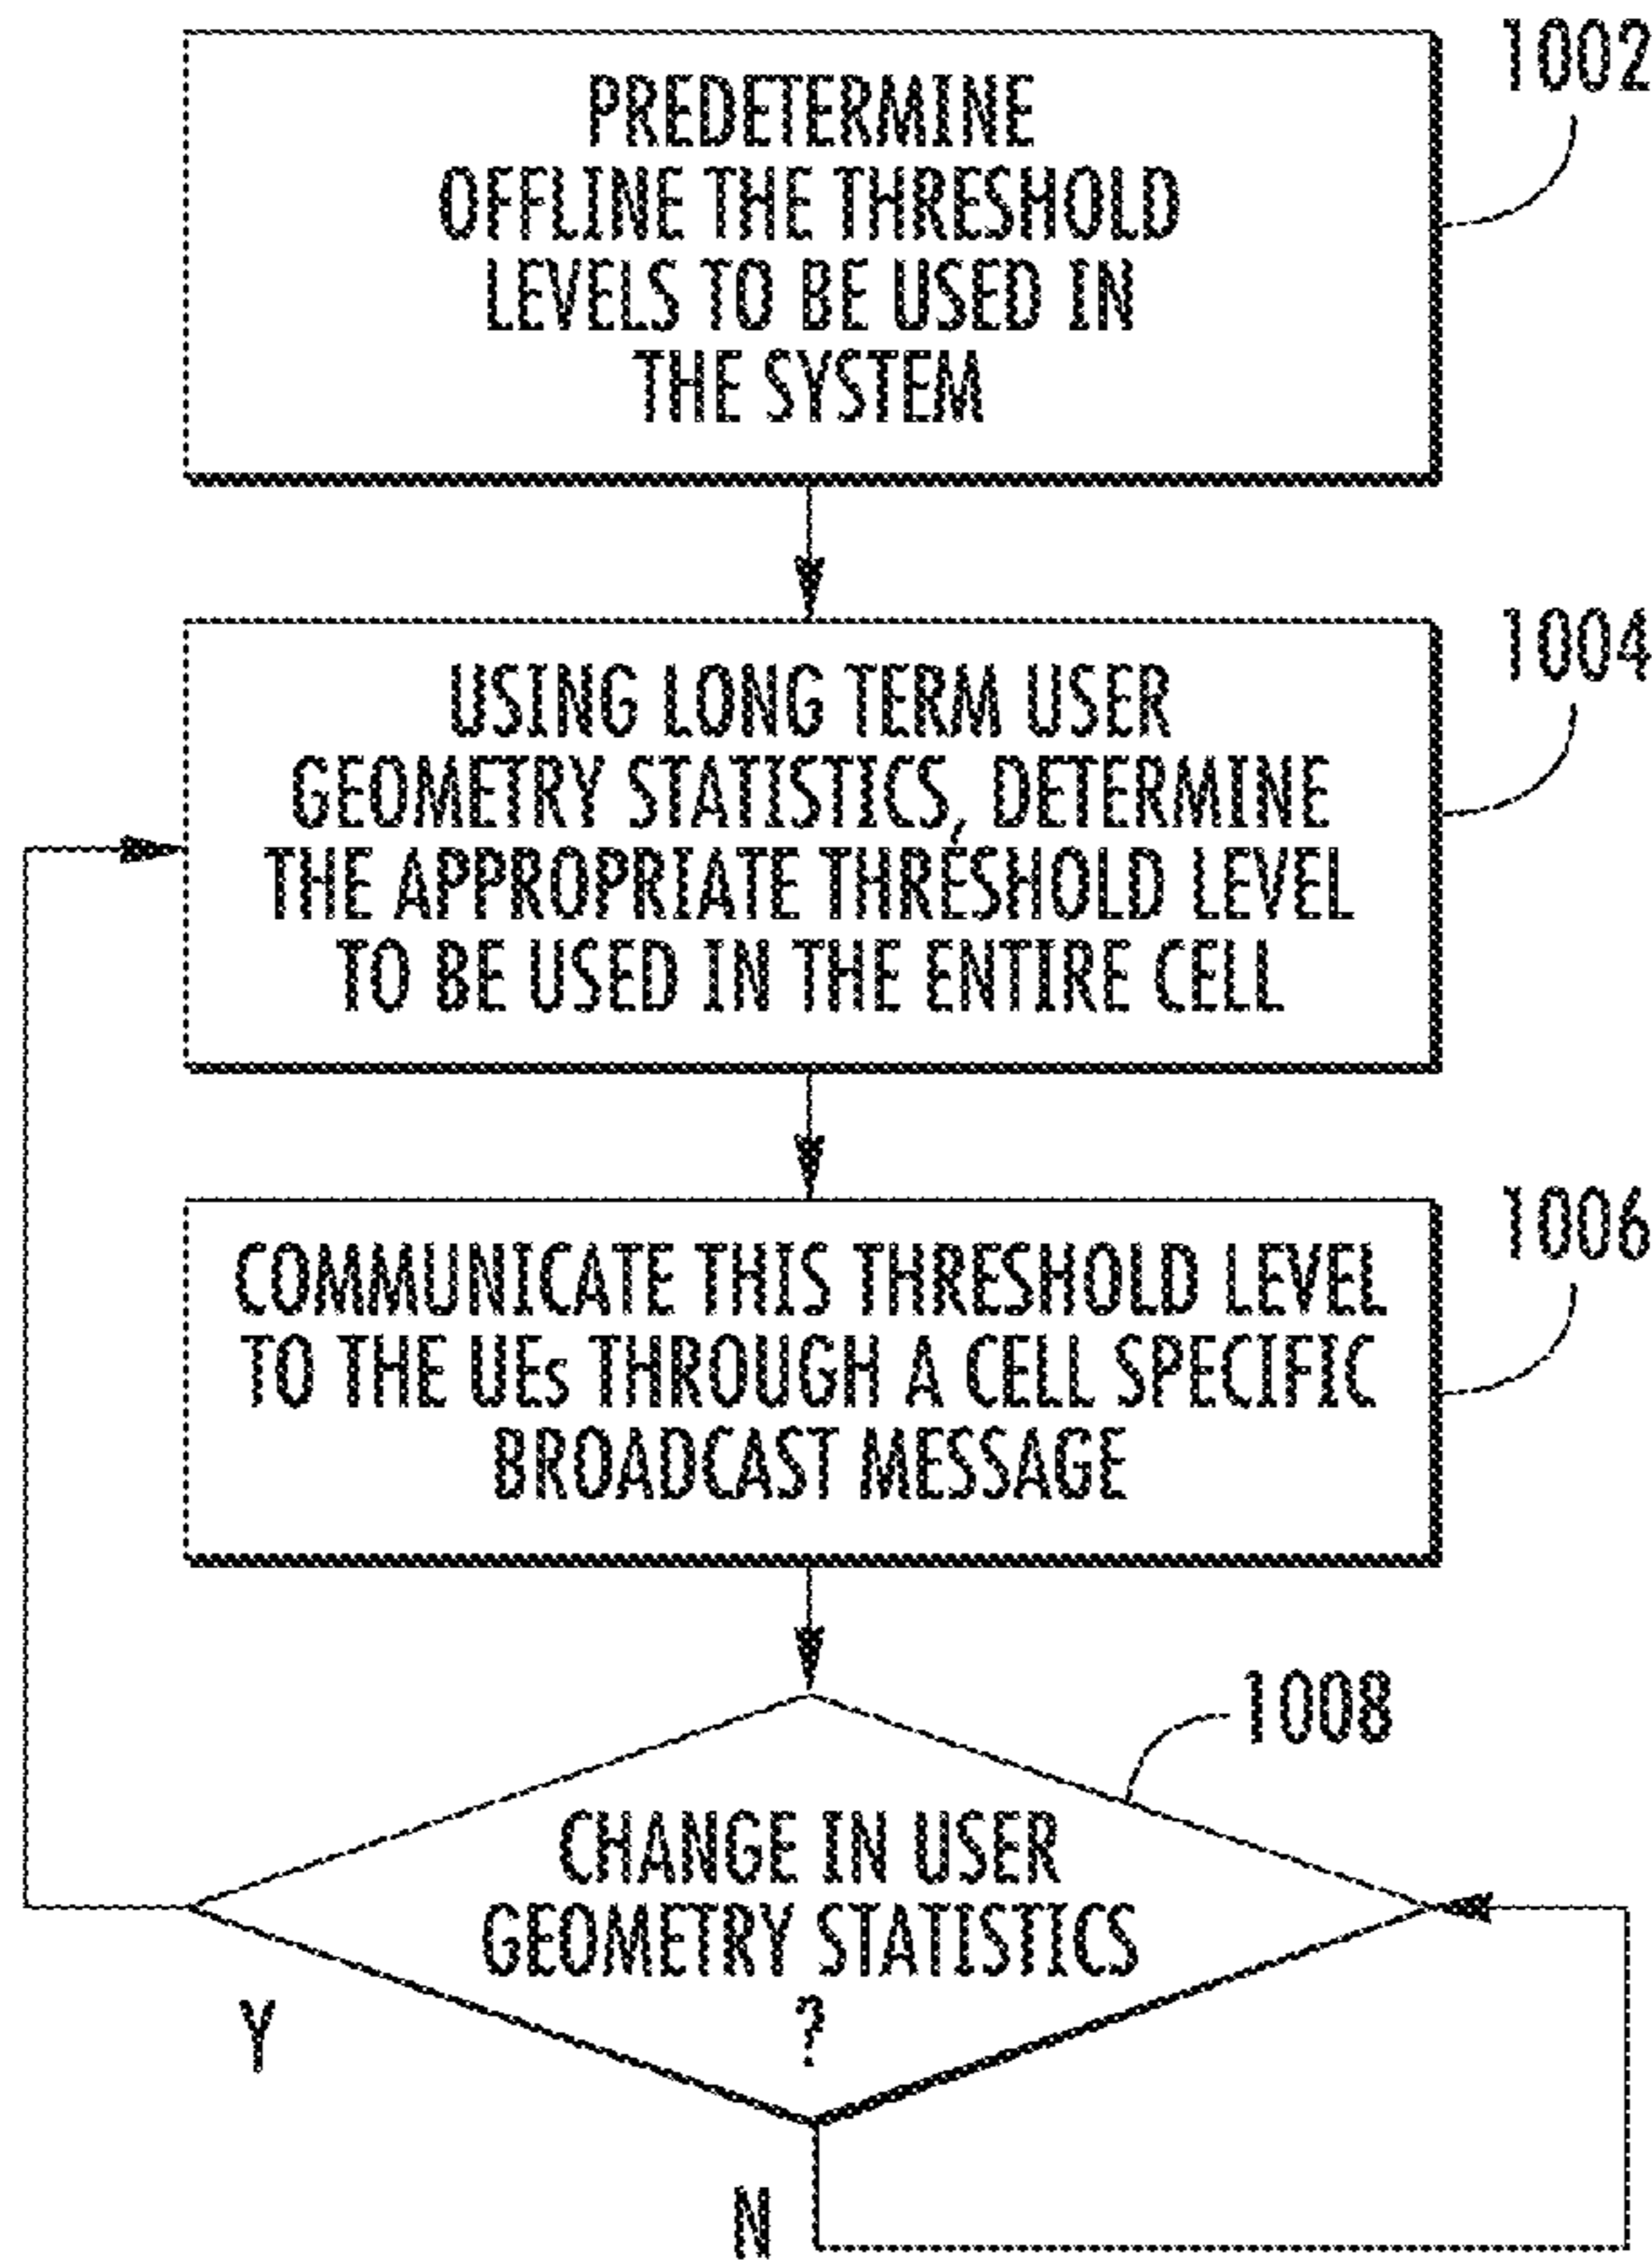 1002
PREDETERMINE
OFFLINE THE THRESHOLD
LEVELS TO BE USED IN
THE SYSTEM
1004
USING LONG TERM USER
GEOMETRY STATISTICS, DETERMINE
THE APPROPRIATE THRESHOLD LEVEL
TO BE USED IN THE ENTIRE CELL
1006
COMMUNICATE THIS THRESHOLD LEVEL
TO THE UEs THROUGH A CELL SPECIFIC
BROADCAST MESSAGE
1008
CHANGE IN USER
GEOMETRY STATISTICS
?
Y
N